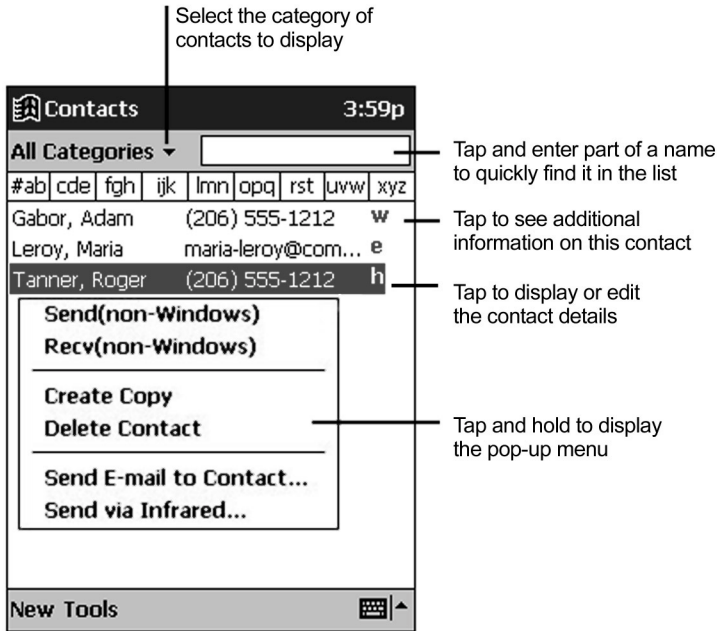 Select the category of
contacts to display
Contacts 3:59p
All Categories
Tap and enter part of a name
to quickly find it in the list
#ab cde fgh ijk lmn opq rst uvw xyz
Gabor, Adam (206) 555-1212 w
Tap to see additional
information on this contact
Leroy, Maria maria-leroy@com... e
Tanner, Roger (206) 555-1212 h
Tap to display or edit
the contact details
Send(non-Windows)
Recv(non-Windows)
Create Copy
Delete Contact
Tap and hold to display
the pop-up menu
Send E-mail to Contact...
Send via Infrared...
New Tools